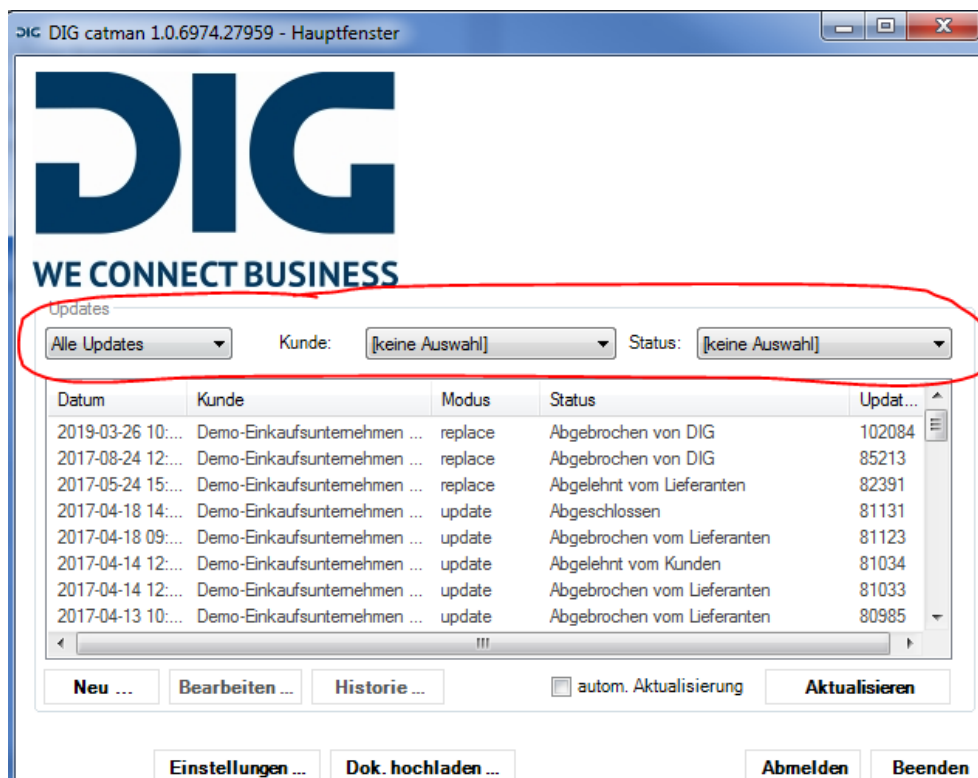 DIG DIG catman 1.0.6974.27959 - Hauptfenster
DIG
WE CONNECT BUSINESS
Updates
Alle Updates Kunde: [keine Auswahl] Status: [keine Auswahl]
Datum Kunde Modus Status Updat...
2019-03-26 10:... Demo-Einkaufsunternehmen ... replace Abgebrochen von DIG 102084
2017-08-24 12:... Demo-Einkaufsunternehmen ... replace Abgebrochen von DIG 85213
2017-05-24 15:... Demo-Einkaufsunternehmen ... replace Abgelehnt vom Lieferanten 82391
2017-04-18 14:... Demo-Einkaufsunternehmen ... update Abgeschlossen 81131
2017-04-18 09:... Demo-Einkaufsunternehmen ... update Abgebrochen vom Lieferanten 81123
2017-04-14 12:... Demo-Einkaufsunternehmen ... update Abgelehnt vom Kunden 81034
2017-04-14 12:... Demo-Einkaufsunternehmen ... update Abgebrochen vom Lieferanten 81033
2017-04-13 10:... Demo-Einkaufsunternehmen ... update Abgebrochen vom Lieferanten 80985
Neu ... Bearbeiten ... Historie ... autom. Aktualisierung Aktualisieren
Einstellungen ... Dok. hochladen ... Abmelden Beenden